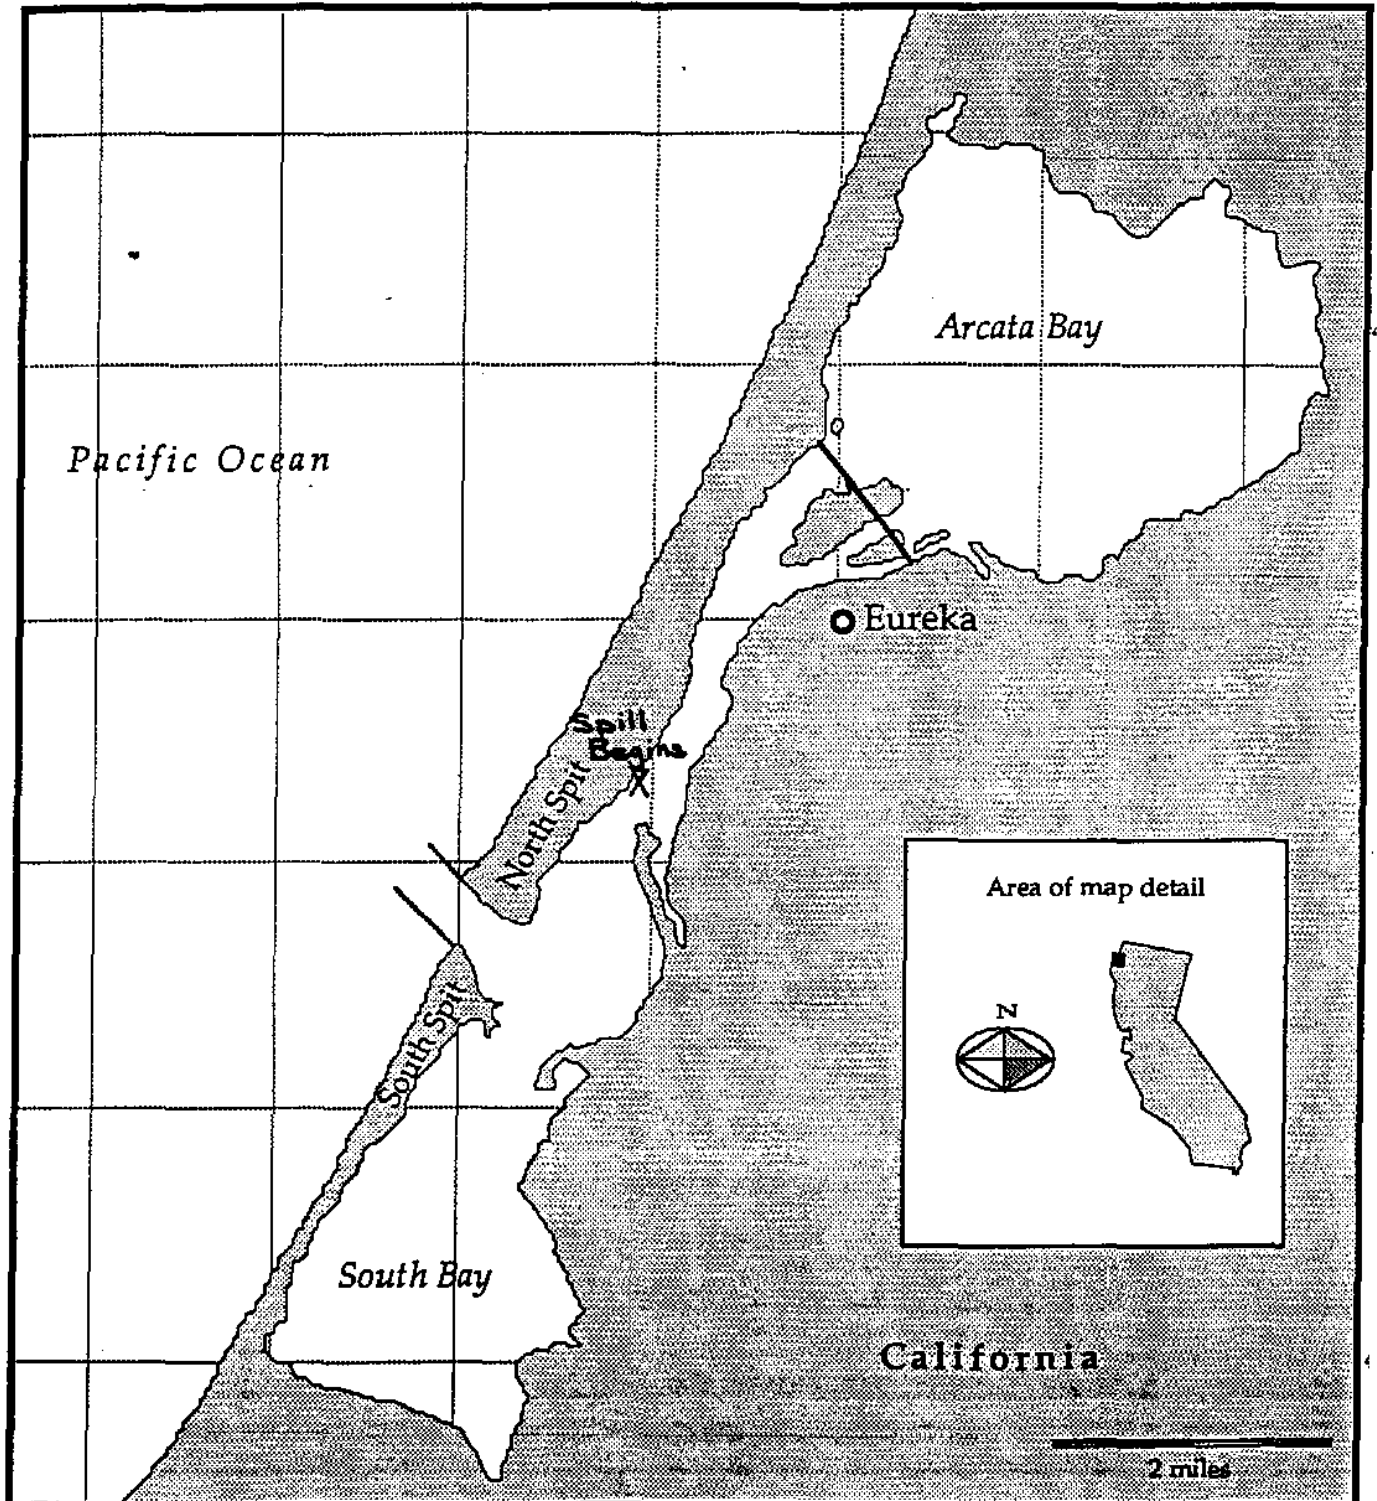 Arcata Bay
Pacific Ocean
Eureka
Spill
Begins
X
North Spit
Area of map detail
N
South Spit
South Bay
California
2 miles